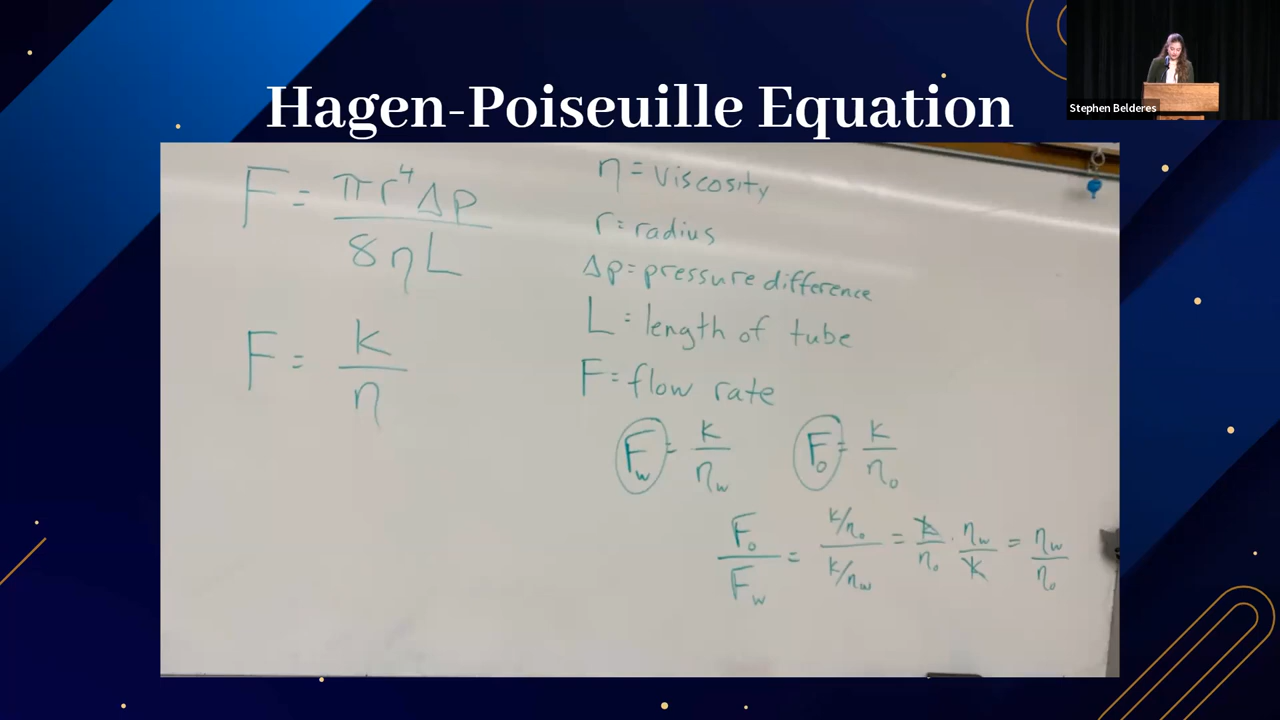 Hagen-Poiseuille Equation
Stephen Belderes
F = πr⁴Δp / 8ηL
F = k / η
η = viscosity
r = radius
Δp = pressure difference
L = length of tube
F = flow rate
F_w = k / η_w
F_o = k / η_o
F_o / F_w = (k/η_o) / (k/η_w) = k / η_o · η_w / k = η_w / η_o